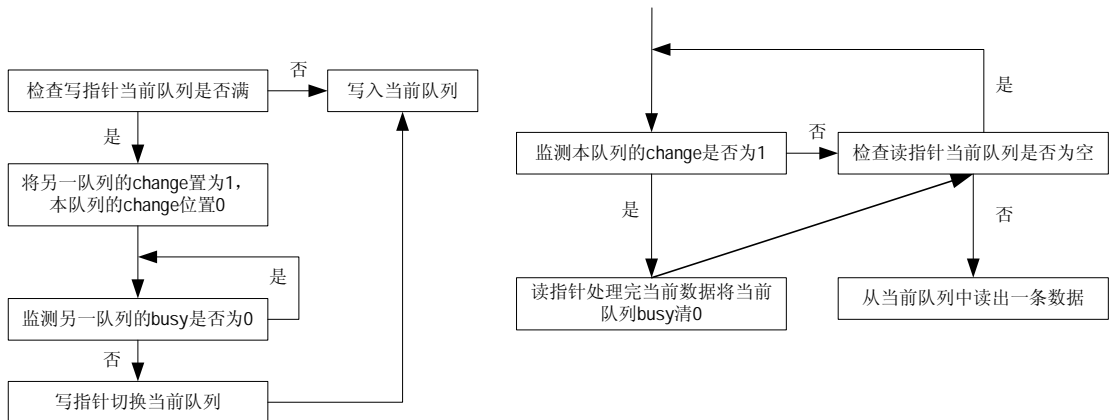 检查写指针当前队列是否满
否
写入当前队列
是
将另一队列的change置为1，
本队列的change位置0
是
监测另一队列的busy是否为0
否
写指针切换当前队列
是
监测本队列的change是否为1
否
检查读指针当前队列是否为空
是
否
读指针处理完当前数据将当前
队列busy清0
从当前队列中读出一条数据